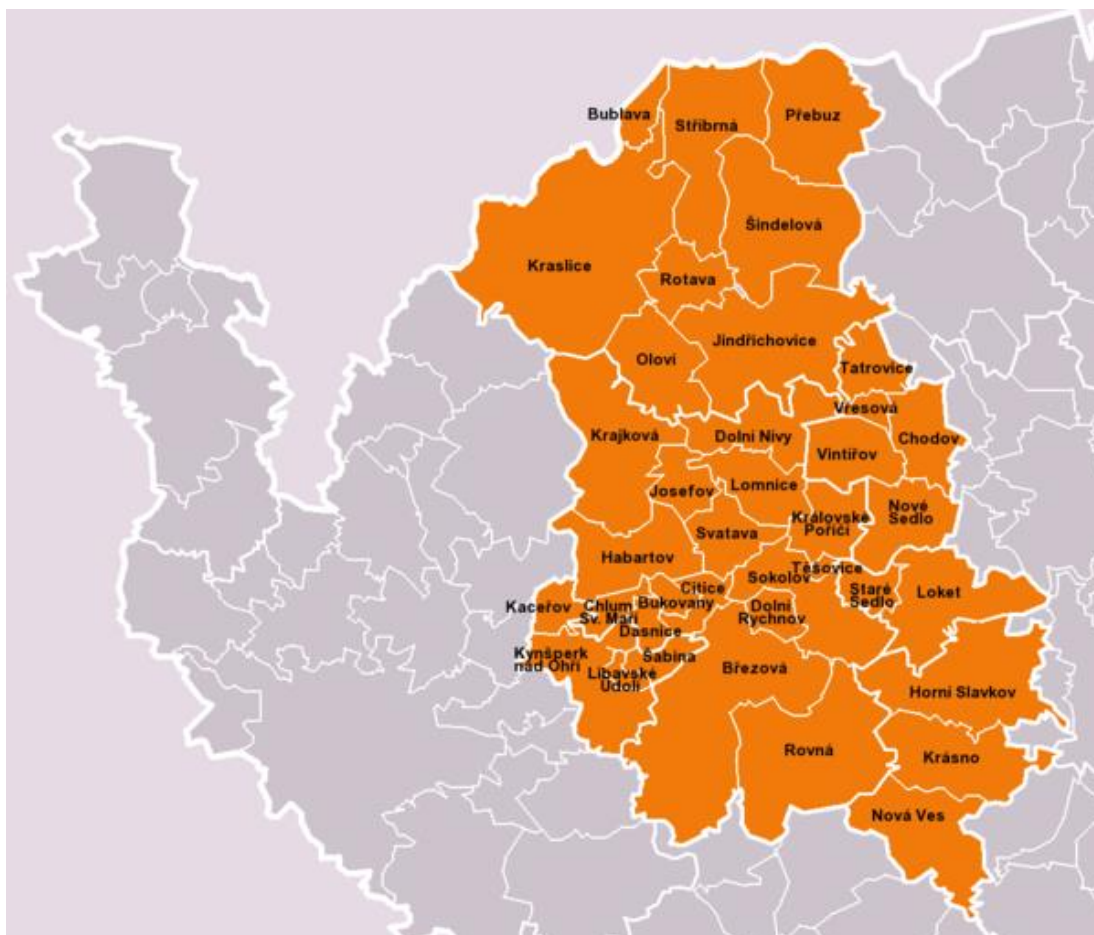 Bublava
Stříbrná
Přebuz
Šindelová
Kraslice
Rotava
Jindřichovice
Oloví
Tatrovice
Vřesová
Krajková
Dolní Nivy
Chodov
Vintířov
Lomnice
Josefov
Nové
Sedlo
Královské
Poříčí
Svatava
Habartov
Těšovice
Sokolov
Citice
Staré
Sedlo
Loket
Kaceřov
Chlum
Sv. Maří
Bukovany
Dolní
Rychnov
Dasnice
Kynšperk
nad Ohří
Šabina
Libavské
Údolí
Březová
Horní Slavkov
Rovná
Krásno
Nová Ves